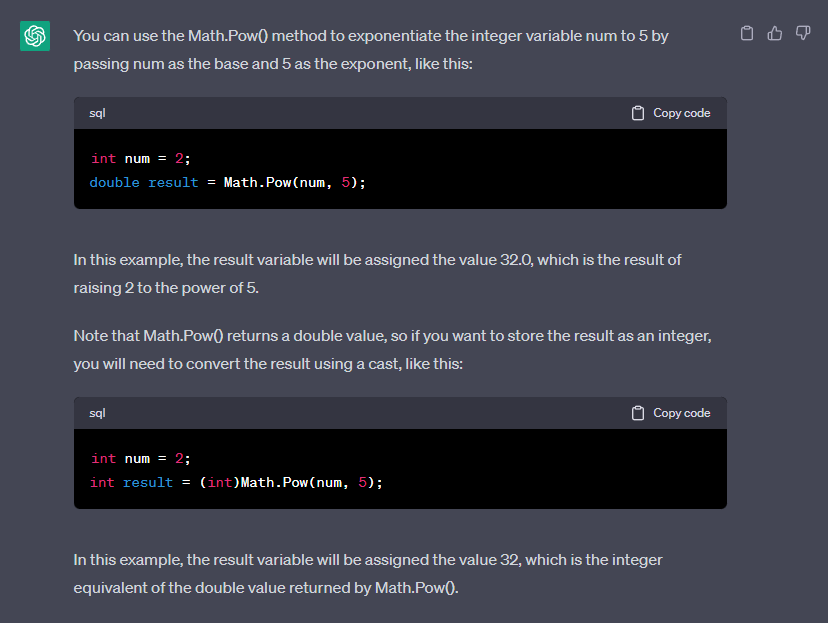 You can use the Math.Pow() method to exponentiate the integer variable num to 5 by
passing num as the base and 5 as the exponent, like this:
sql Copy code
int num = 2;
double result = Math.Pow(num, 5);
In this example, the result variable will be assigned the value 32.0, which is the result of
raising 2 to the power of 5.
Note that Math.Pow() returns a double value, so if you want to store the result as an integer,
you will need to convert the result using a cast, like this:
sql Copy code
int num = 2;
int result = (int)Math.Pow(num, 5);
In this example, the result variable will be assigned the value 32, which is the integer
equivalent of the double value returned by Math.Pow().